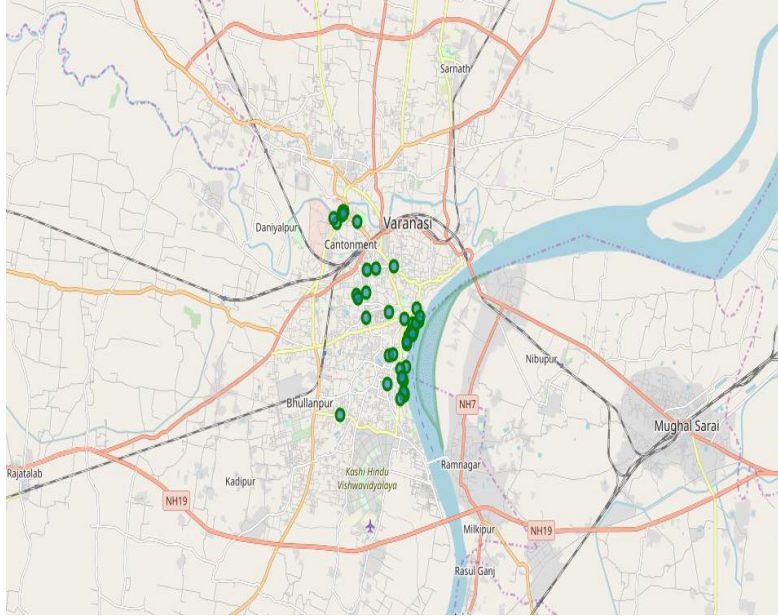 Sarnath
Daniyalpur
Varanasi
Cantonment
Nibupur
NH7
Bhullanpur
Mughal Sarai
Rajatalab
Kadipur
Kashi Hindu
Vishwavidyalaya
Ramnagar
NH19
Milkipur
NH19
Rasul Ganj